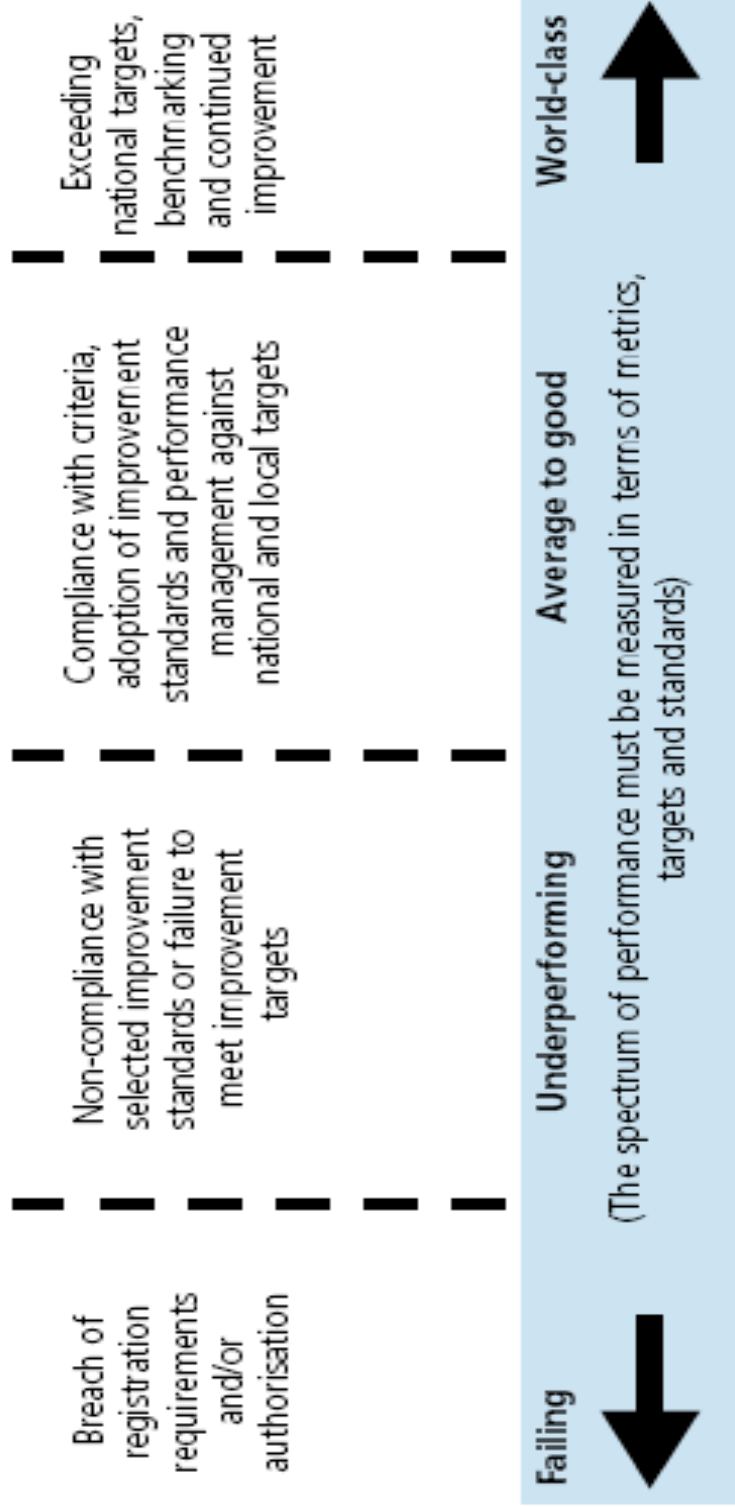 Breach of
registration
requirements
and/or
authorisation
Non-compliance with
selected improvement
standards or failure to
meet improvement
targets
Compliance with criteria,
adoption of improvement
standards and performance
management against
national and local targets
Exceeding
national targets,
benchmarking
and continued
improvement
Failing
Underperforming
Average to good
World-class
(The spectrum of performance must be measured in terms of metrics,
targets and standards)